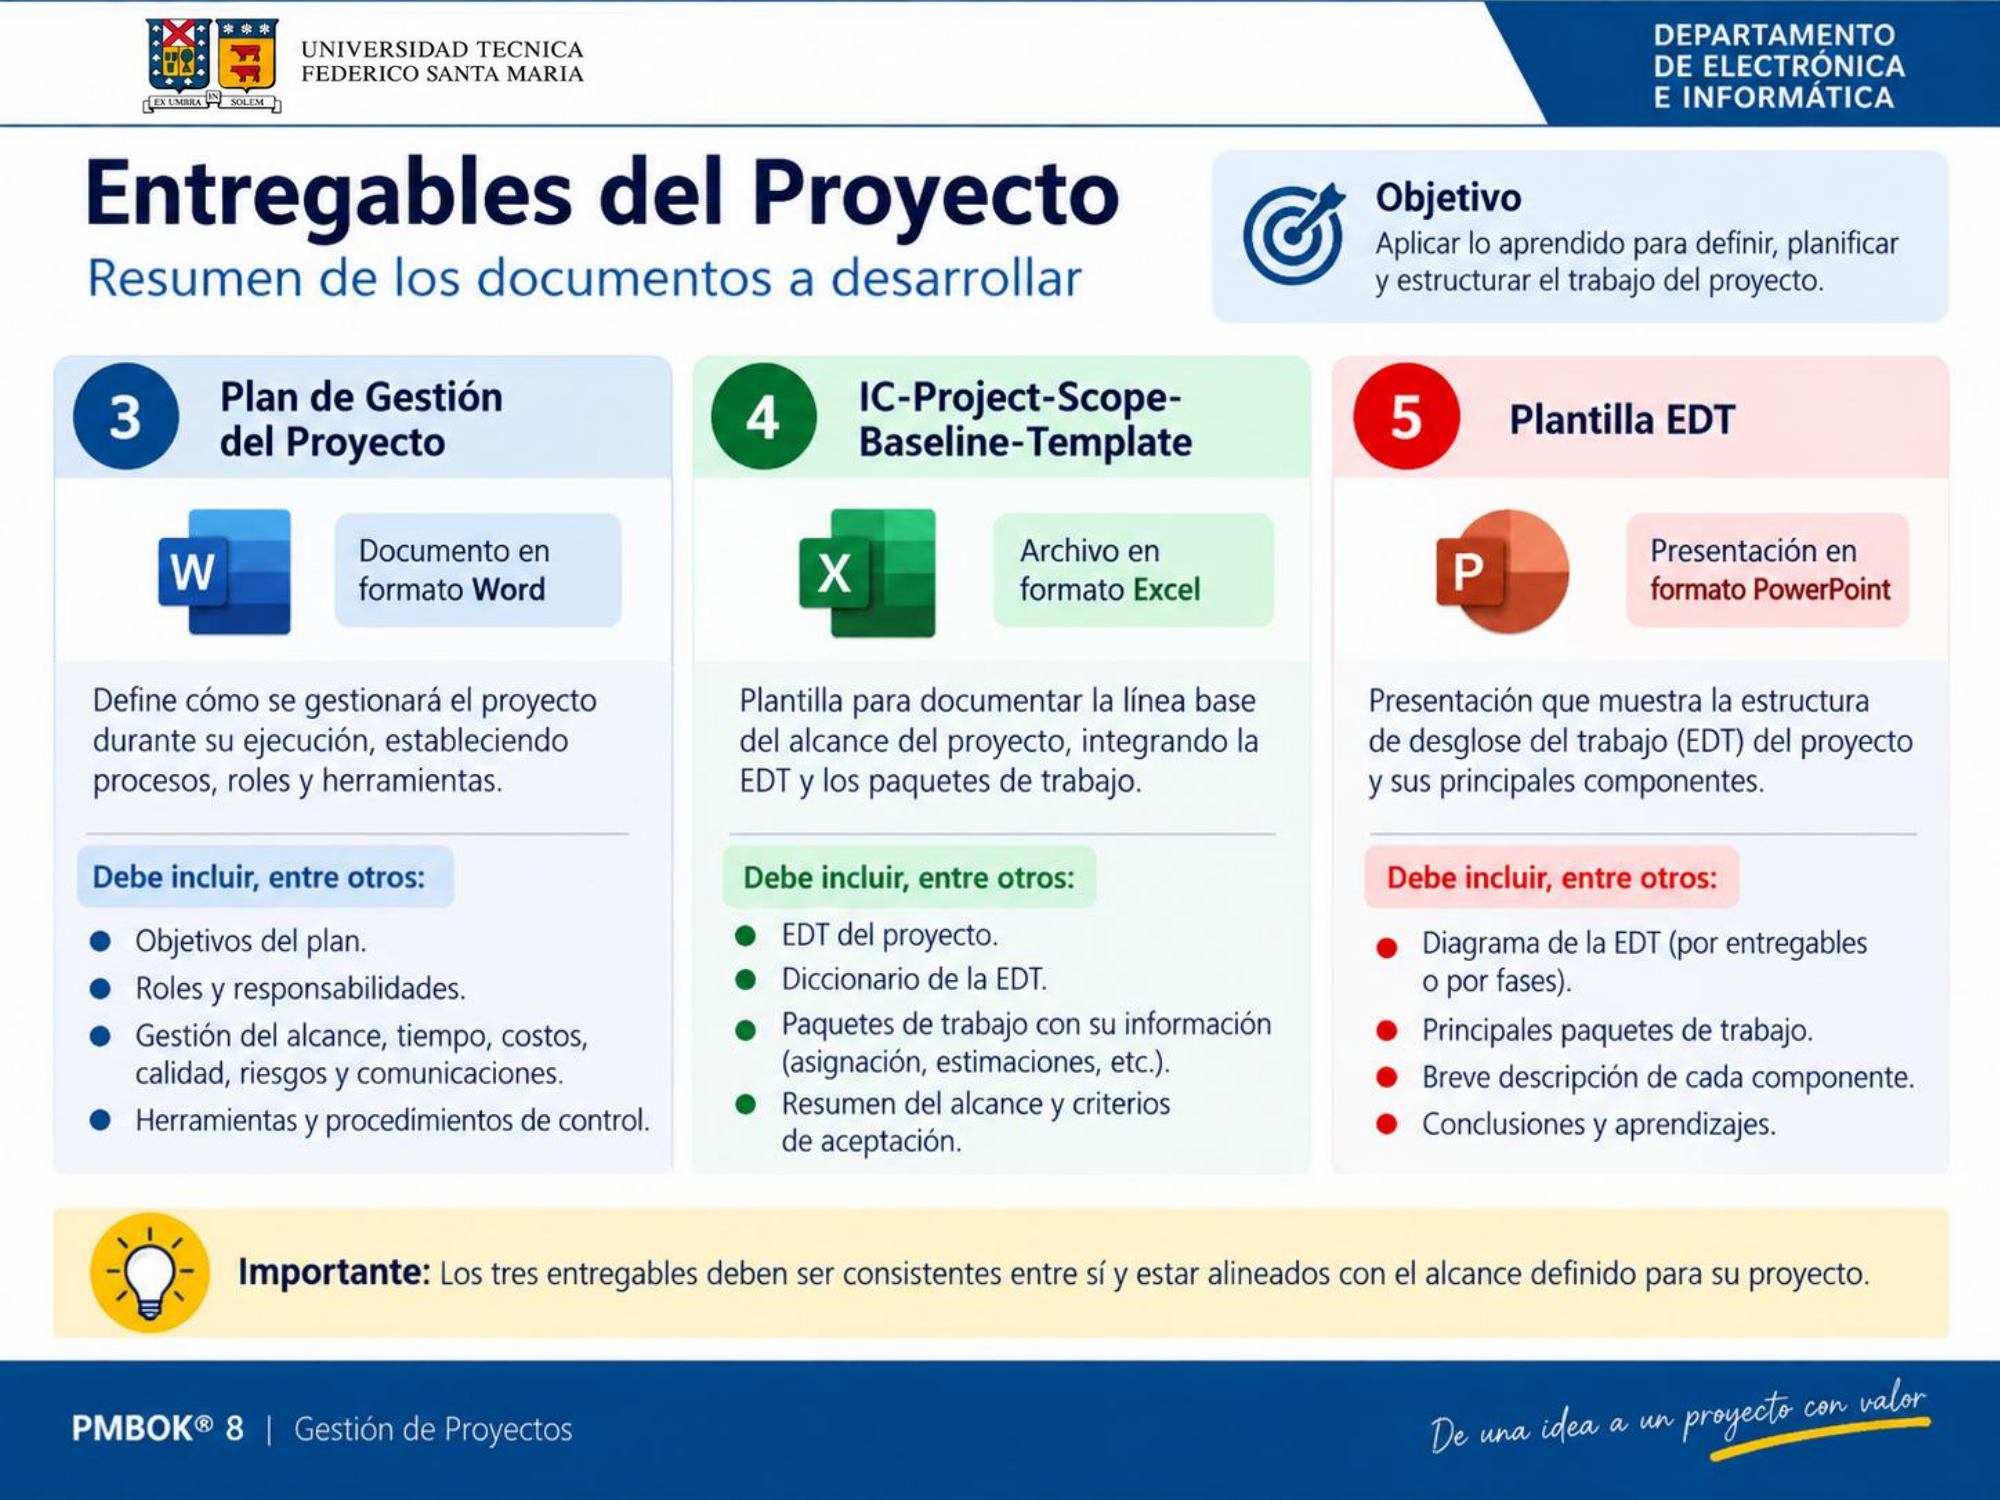 EX UMBRA IN SOLEM
UNIVERSIDAD TECNICA
FEDERICO SANTA MARIA
DEPARTAMENTO
DE ELECTRÓNICA
E INFORMÁTICA
Entregables del Proyecto
Resumen de los documentos a desarrollar
Objetivo
Aplicar lo aprendido para definir, planificar
y estructurar el trabajo del proyecto.
3
Plan de Gestión
del Proyecto
W
Documento en
formato Word
Define cómo se gestionará el proyecto
durante su ejecución, estableciendo
procesos, roles y herramientas.
Debe incluir, entre otros:
Objetivos del plan.
Roles y responsabilidades.
Gestión del alcance, tiempo, costos,
calidad, riesgos y comunicaciones.
Herramientas y procedímientos de control.
4
IC-Project-Scope-
Baseline-Template
X
Archivo en
formato Excel
Plantilla para documentar la línea base
del alcance del proyecto, integrando la
EDT y los paquetes de trabajo.
Debe incluir, entre otros:
EDT del proyecto.
Diccionario de la EDT.
Paquetes de trabajo con su información
(asignación, estimaciones, etc.).
Resumen del alcance y criterios
de aceptación.
5
Plantilla EDT
P
Presentación en
formato PowerPoint
Presentación que muestra la estructura
de desglose del trabajo (EDT) del proyecto
y sus principales componentes.
Debe incluir, entre otros:
Diagrama de la EDT (por entregables
o por fases).
Principales paquetes de trabajo.
Breve descripción de cada componente.
Conclusiones y aprendizajes.
Importante: Los tres entregables deben ser consistentes entre sí y estar alineados con el alcance definido para su proyecto.
PMBOK® 8 | Gestión de Proyectos
De una idea a un proyecto con valor